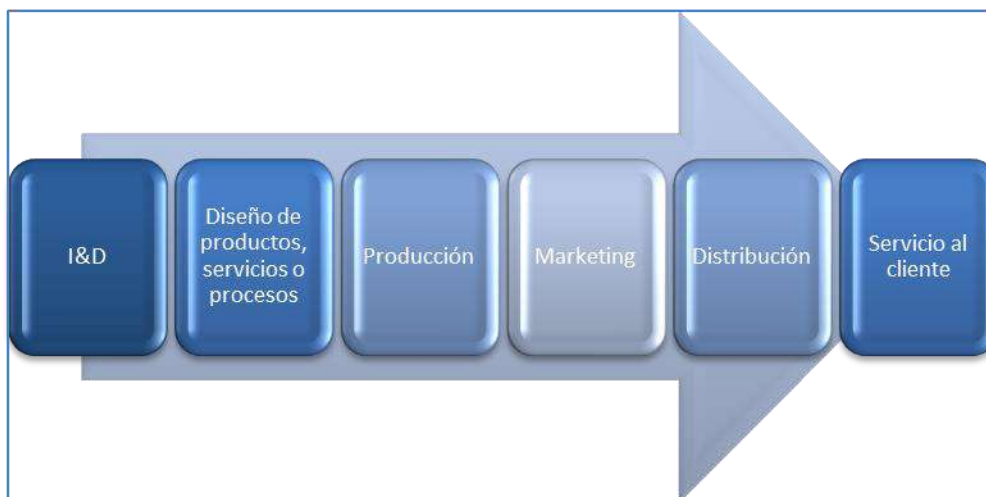 I&D
Diseño de
productos,
servicios o
procesos
Producción
Marketing
Distribución
Servicio al
cliente